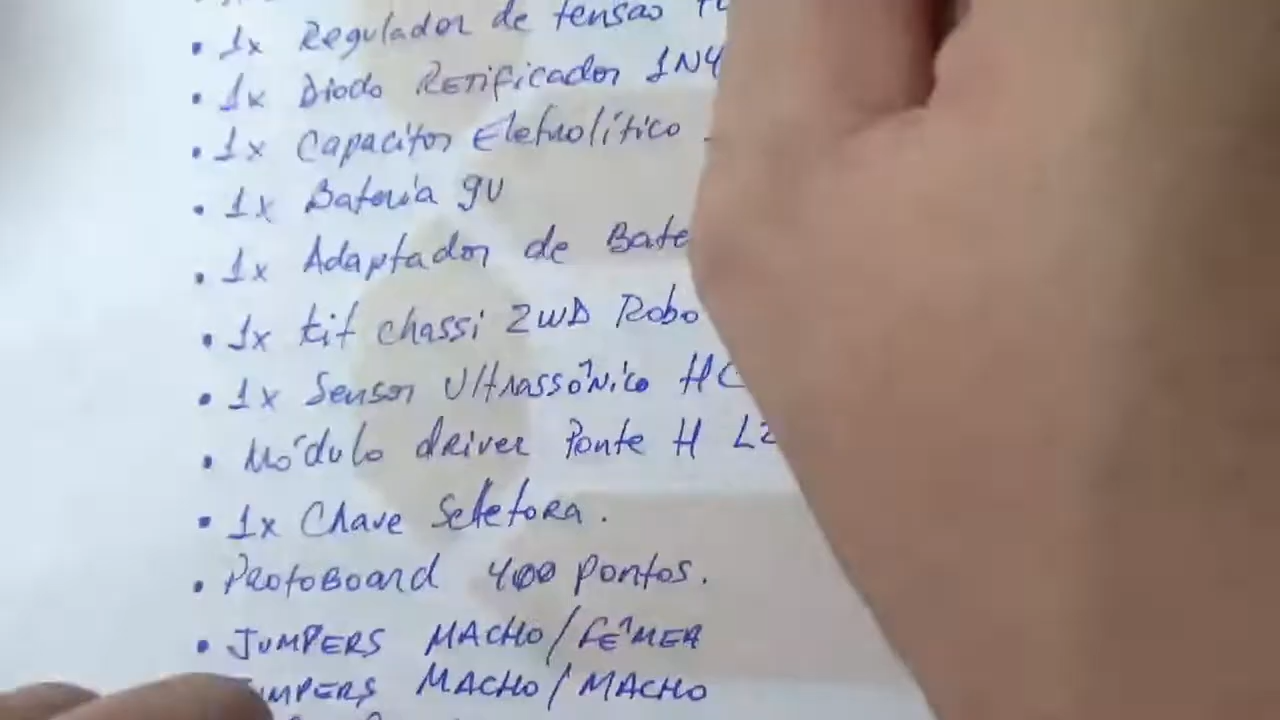 • 1x Regulador de tensão
• 1x Diodo Retificador 1N4
• 1x Capacitor Eletrolítico
• 1x Bateria 9V
• 1x Adaptador de Bate
• 1x kit chassi 2WD Robo
• 1x Sensor Ultrassônico HC
• Módulo driver Ponte H L2
• 1x Chave Seletora.
• Protoboard 400 pontos.
• JUMPERS MACHO/FÊMEA
JUMPERS MACHO/MACHO